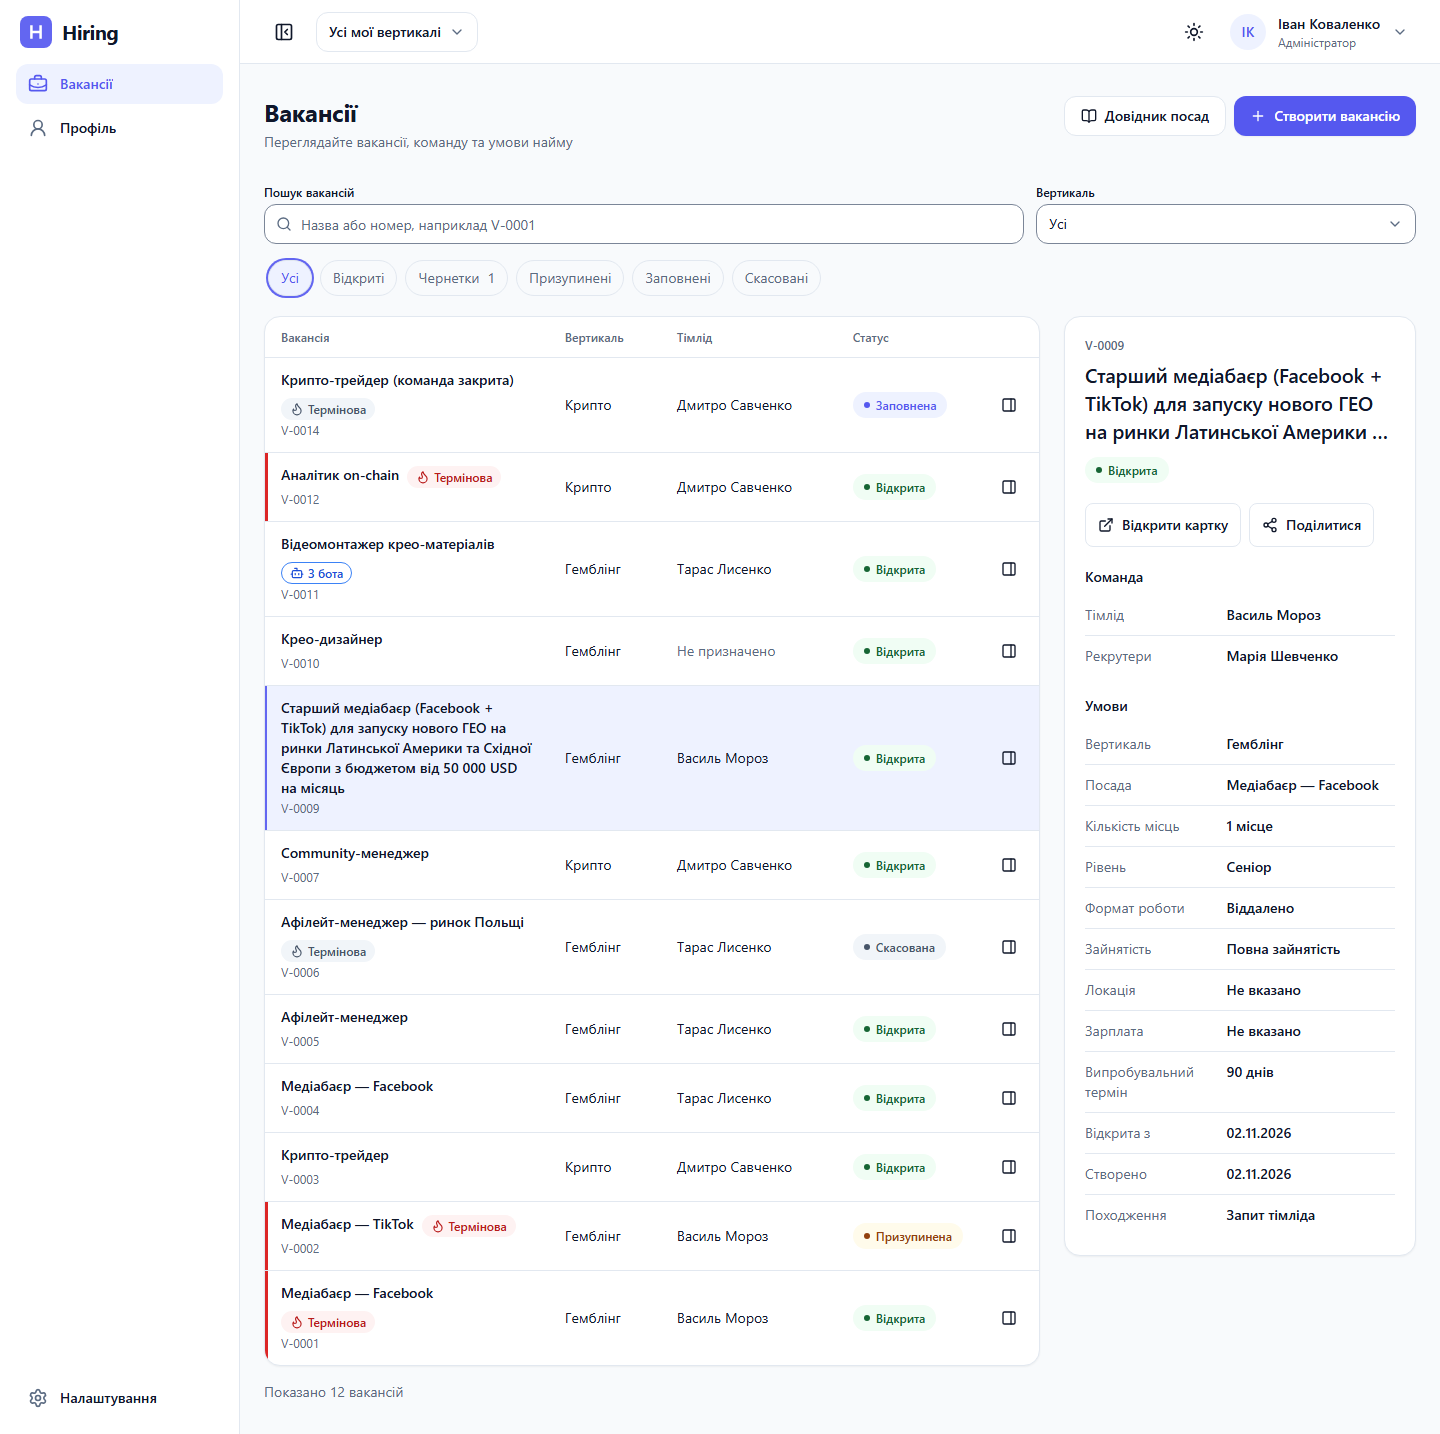 H Hiring
Вакансії
Профіль
Налаштування
Усі мої вертикалі
ІК
Іван Коваленко
Адміністратор
Вакансії
Переглядайте вакансії, команду та умови найму
Довідник посад
Створити вакансію
Пошук вакансій
Назва або номер, наприклад V-0001
Вертикаль
Усі
Усі Відкриті Чернетки 1 Призупинені Заповнені Скасовані
Вакансія Вертикаль Тімлід Статус
Крипто-трейдер (команда закрита)
Термінова
V-0014
Крипто Дмитро Савченко Заповнена
Аналітик on-chain Термінова
V-0012
Крипто Дмитро Савченко Відкрита
Відеомонтажер крео-матеріалів
З бота
V-0011
Гемблінг Тарас Лисенко Відкрита
Крео-дизайнер
V-0010
Гемблінг Не призначено Відкрита
Старший медіабаєр (Facebook +
TikTok) для запуску нового ГЕО на
ринки Латинської Америки та Східної
Європи з бюджетом від 50 000 USD
на місяць
V-0009
Гемблінг Василь Мороз Відкрита
Community-менеджер
V-0007
Крипто Дмитро Савченко Відкрита
Афілейт-менеджер — ринок Польщі
Термінова
V-0006
Гемблінг Тарас Лисенко Скасована
Афілейт-менеджер
V-0005
Гемблінг Тарас Лисенко Відкрита
Медіабаєр — Facebook
V-0004
Гемблінг Тарас Лисенко Відкрита
Крипто-трейдер
V-0003
Крипто Дмитро Савченко Відкрита
Медіабаєр — TikTok Термінова
V-0002
Гемблінг Василь Мороз Призупинена
Медіабаєр — Facebook
Термінова
V-0001
Гемблінг Василь Мороз Відкрита
Показано 12 вакансій
V-0009
Старший медіабаєр (Facebook +
TikTok) для запуску нового ГЕО
на ринки Латинської Америки ...
Відкрита
Відкрити картку Поділитися
Команда
Тімлід Василь Мороз
Рекрутери Марія Шевченко
Умови
Вертикаль Гемблінг
Посада Медіабаєр — Facebook
Кількість місць 1 місце
Рівень Сеніор
Формат роботи Віддалено
Зайнятість Повна зайнятість
Локація Не вказано
Зарплата Не вказано
Випробувальний 90 днів
термін
Відкрита з 02.11.2026
Створено 02.11.2026
Походження Запит тімліда